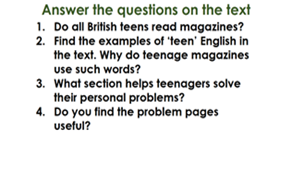 Answer the questions on the text
1. Do all British teens read magazines?
2. Find the examples of 'teen' English in
the text. Why do teenage magazines
use such words?
3. What section helps teenagers solve
their personal problems?
4. Do you find the problem pages
useful?